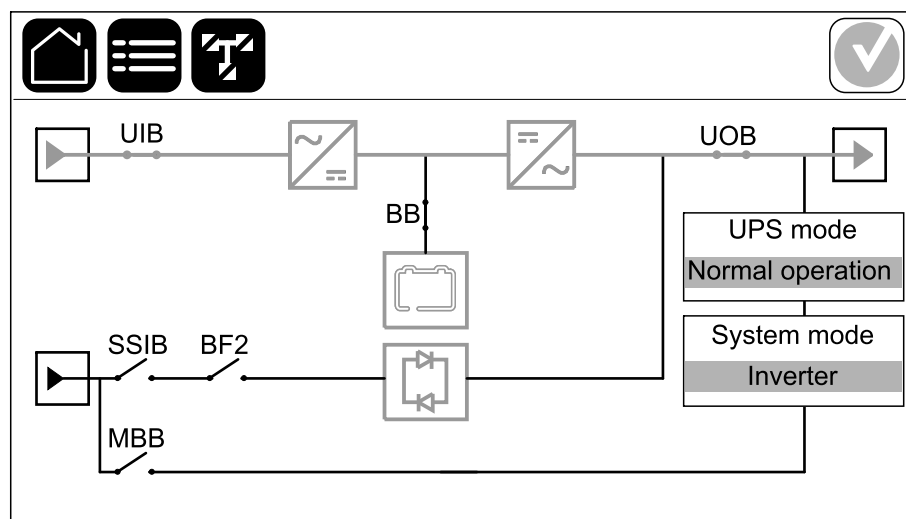 UIB
UOB
BB
UPS mode
Normal operation
SSIB BF2
System mode
Inverter
MBB